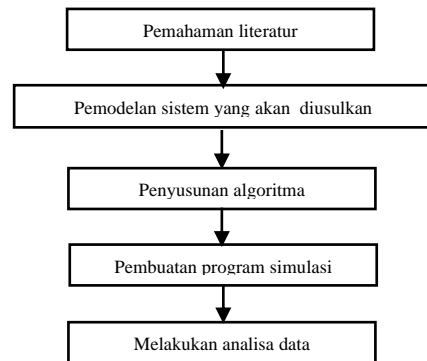 Pemahaman literatur
Pemodelan sistem yang akan diusulkan
Penyusunan algoritma
Pembuatan program simulasi
Melakukan analisa data